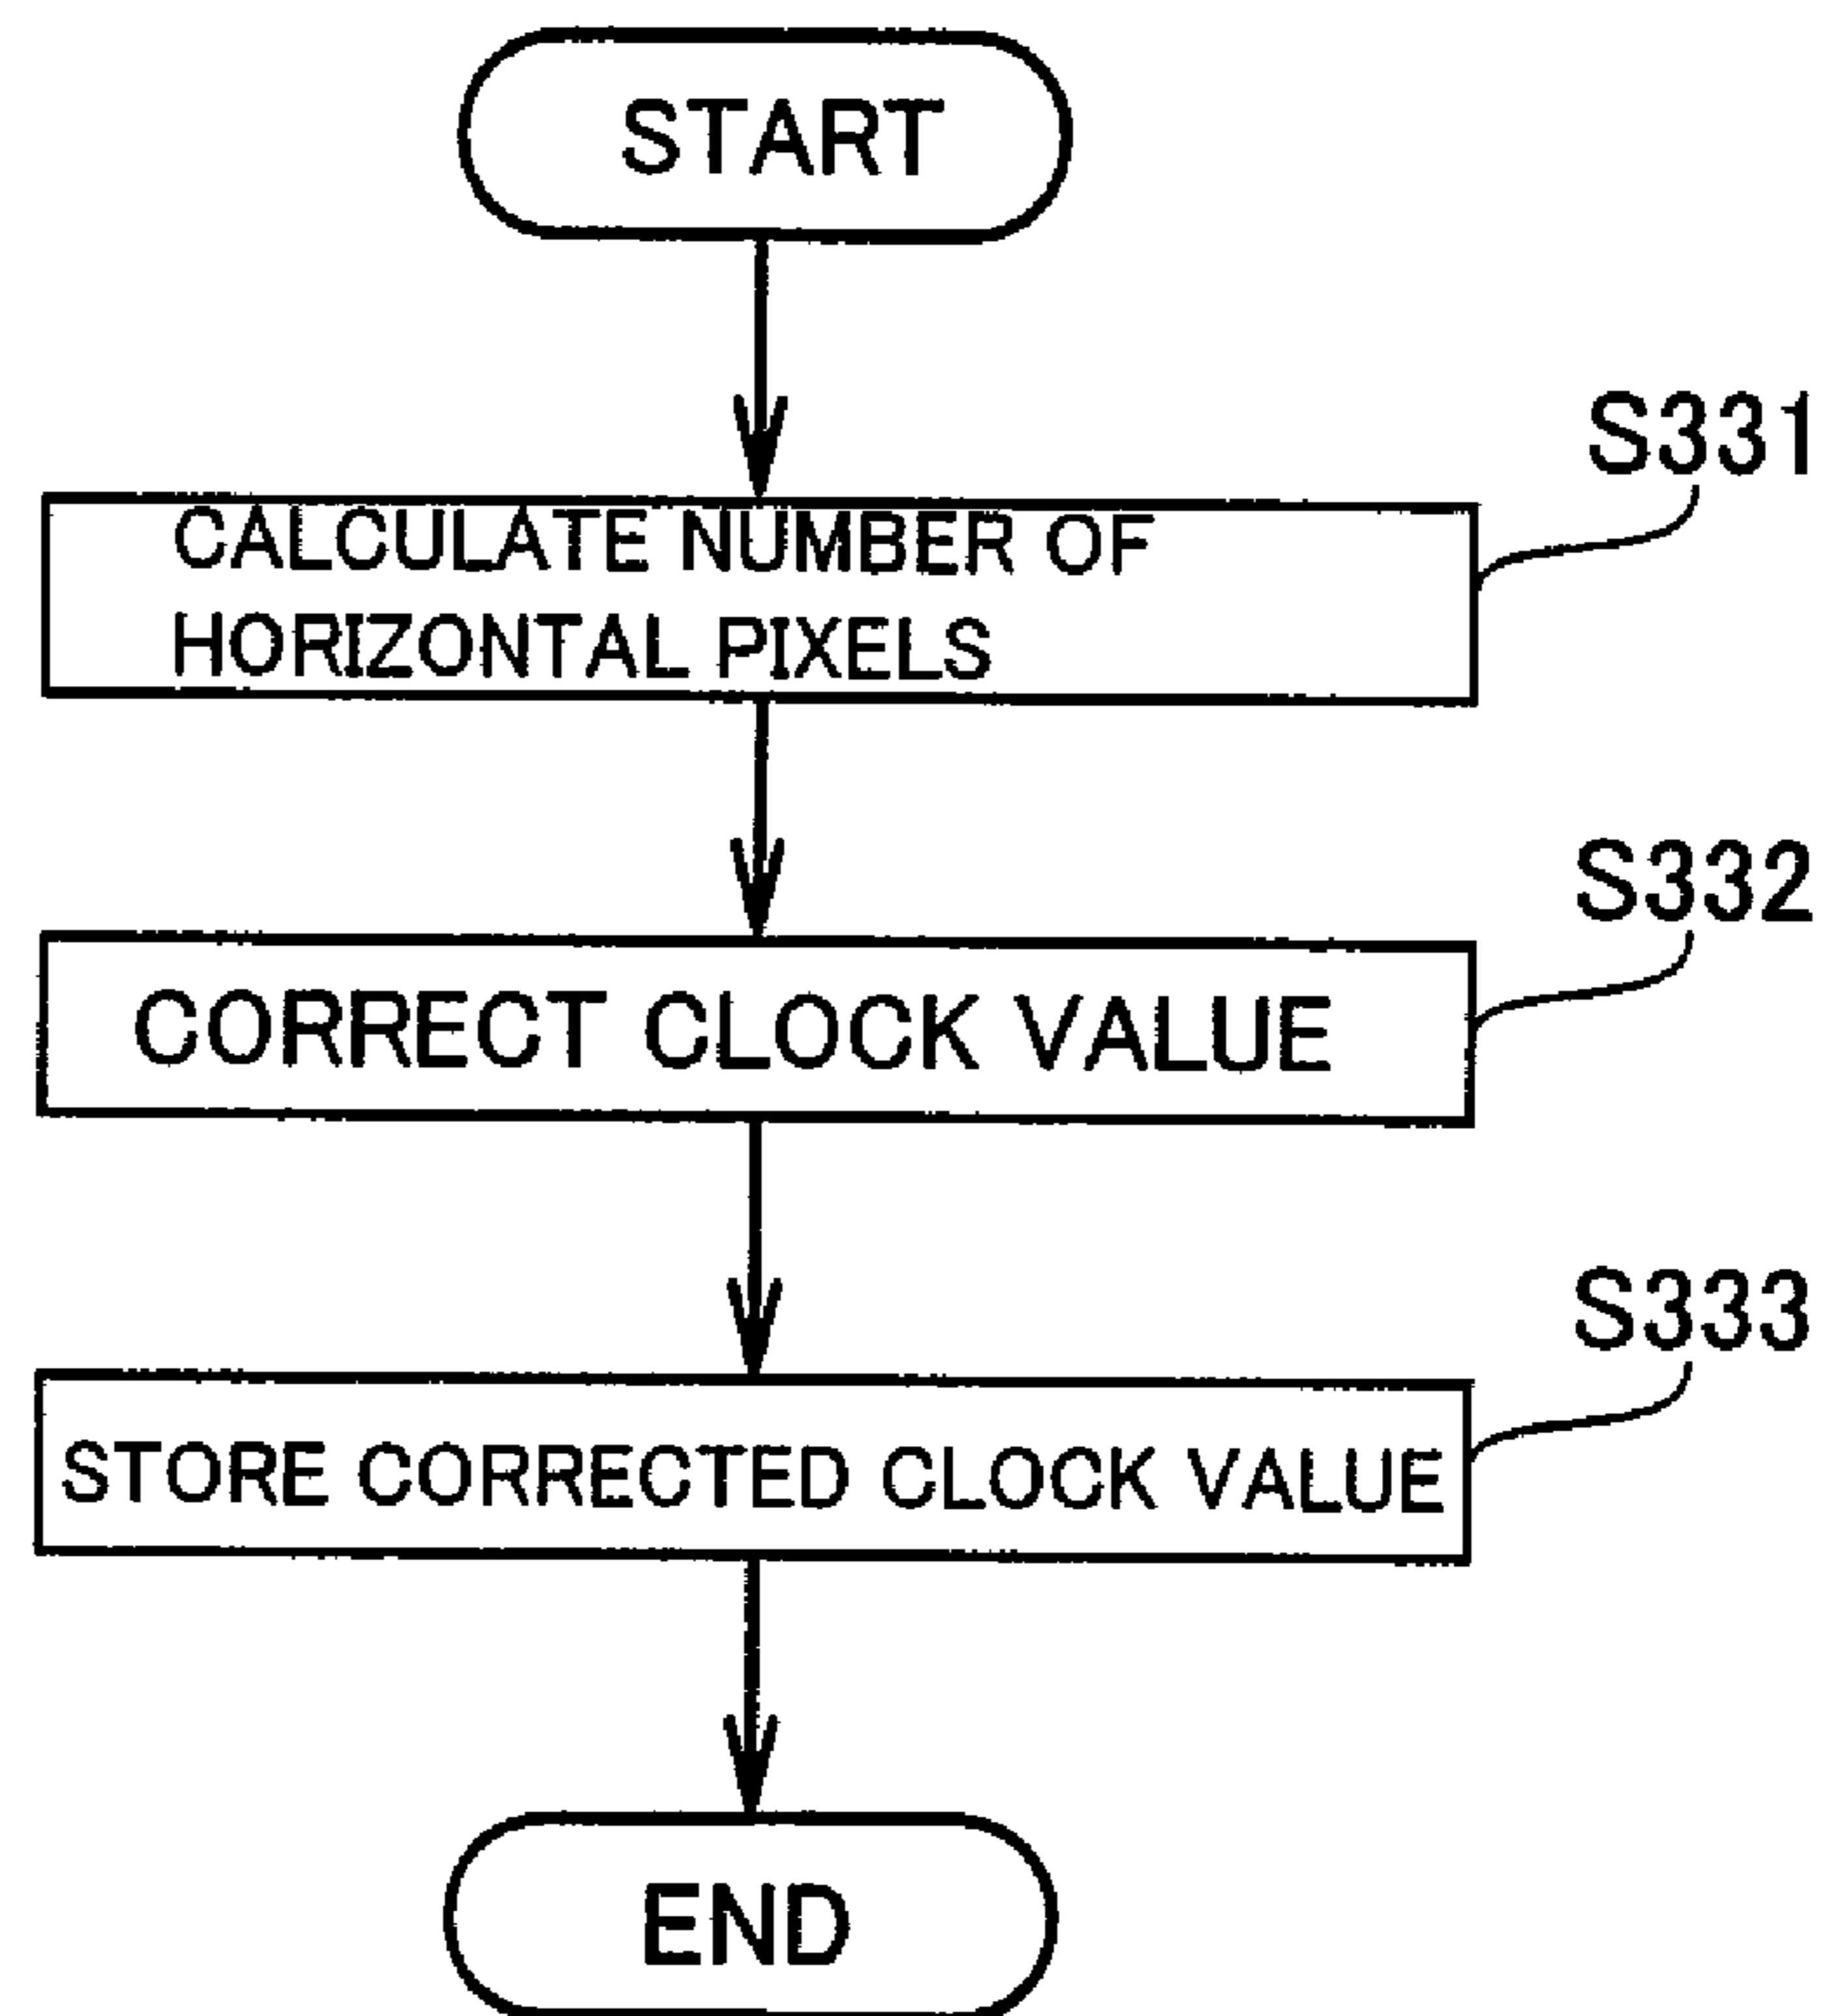 START
S331
CALCULATE NUMBER OF
HORIZONTAL PIXELS
S332
CORRECT CLOCK VALUE
S333
STORE CORRECTED CLOCK VALUE
END